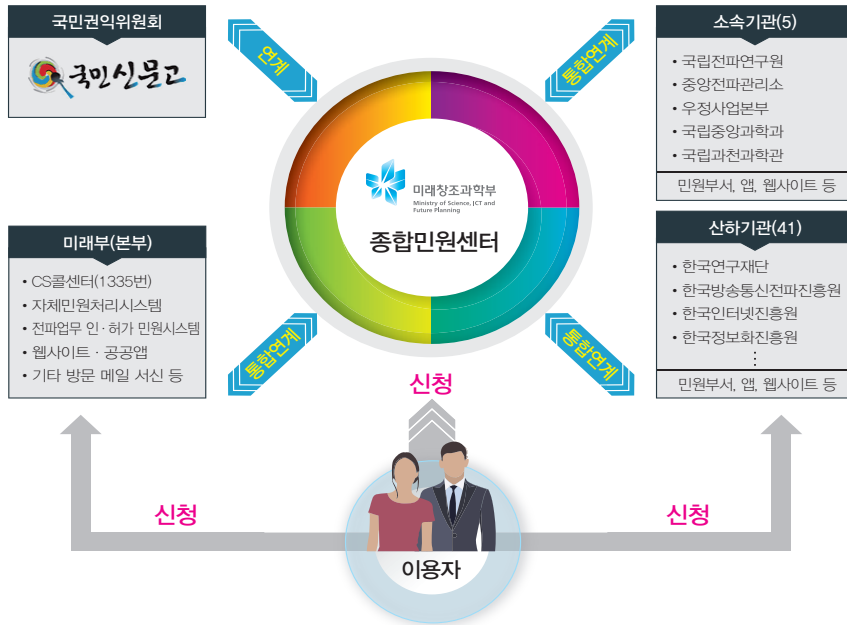 국민권익위원회
국민신문고
연계
통합연계
소속기관(5)
• 국립전파연구원
• 중앙전파관리소
• 우정사업본부
• 국립중앙과학과
• 국립과천과학관
민원부서, 앱, 웹사이트 등
미래창조과학부
Ministry of Science, ICT and
Future Planning
종합민원센터
미래부(본부)
• CS콜센터(1335번)
• 자체민원처리시스템
• 전파업무 인·허가 민원시스템
• 웹사이트 · 공공앱
• 기타 방문 메일 서신 등
산하기관(41)
• 한국연구재단
• 한국방송통신전파진흥원
• 한국인터넷진흥원
• 한국정보화진흥원
⋮
민원부서, 앱, 웹사이트 등
통합연계
통합연계
신청
신청
신청
이용자